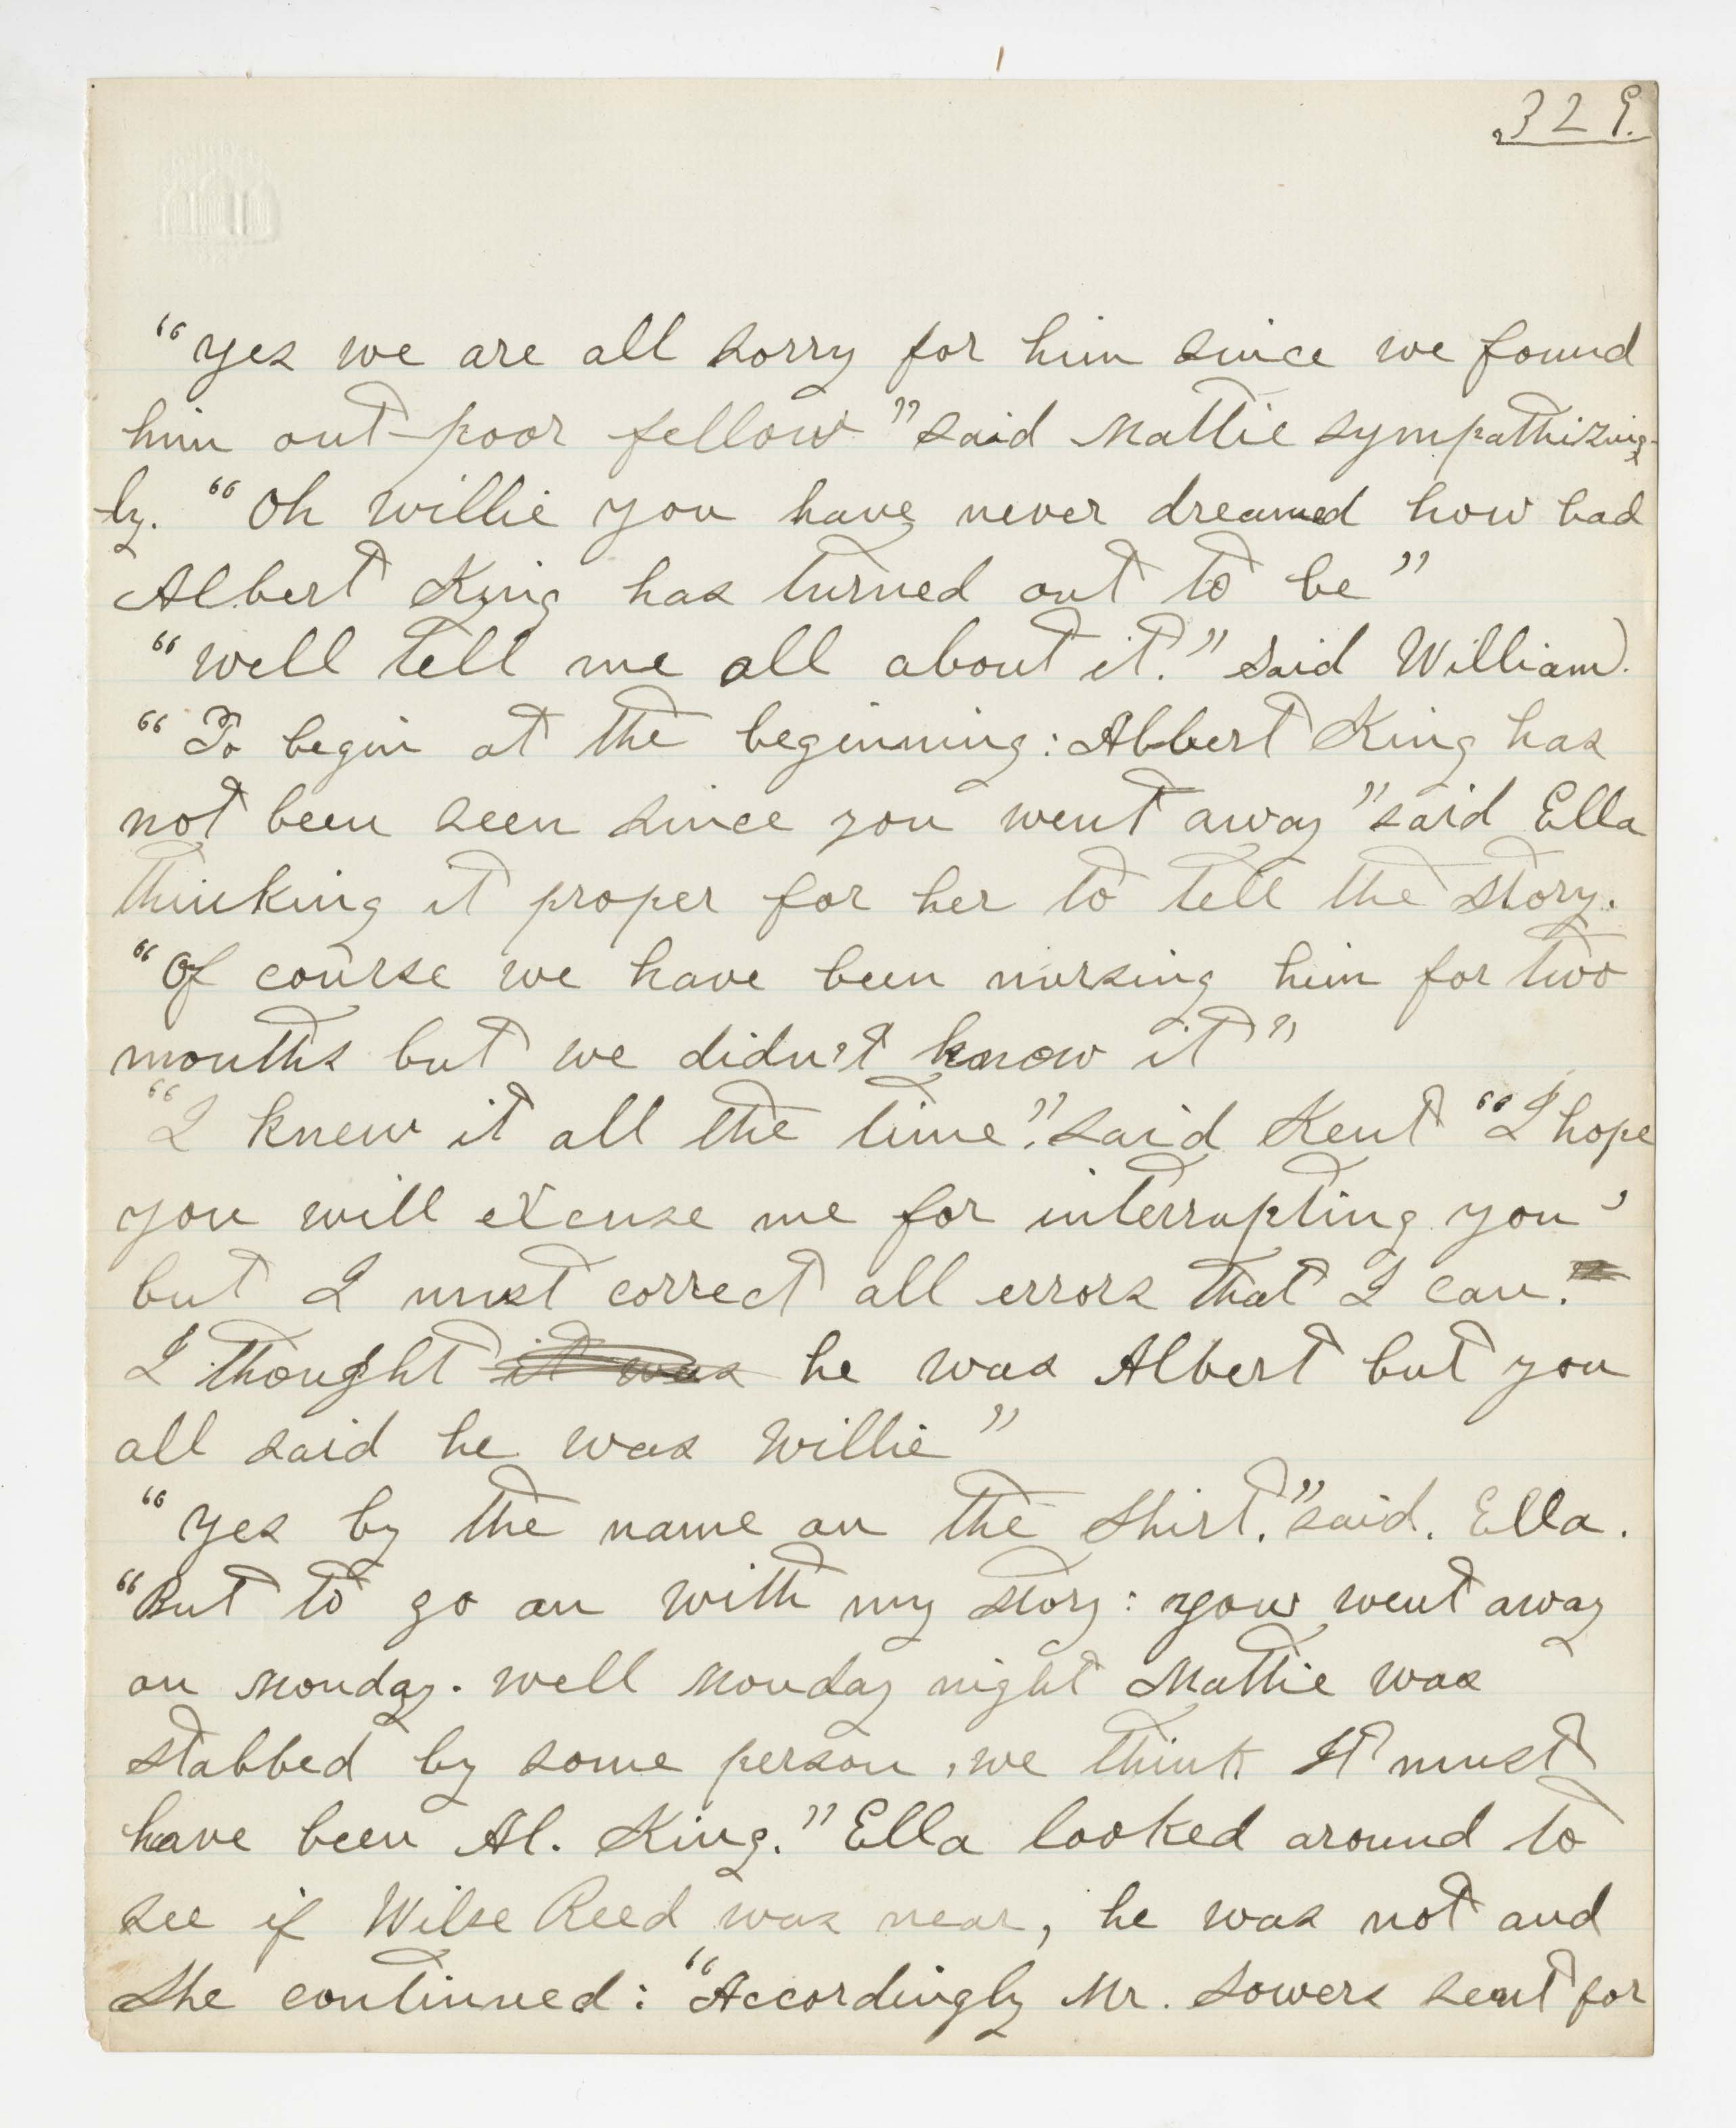 329.
"Yes we are all sorry for him since we found
him out poor fellow" said Mattie sympathizing-
ly. "Oh Willie you have never dreamed how bad
Albert King has turned out to be"
"Well tell me all about it." said William.
"To begin at the beginning: Albert King has
not been seen since you went away" said Ella
thinking it proper for her to tell the story.
"Of course we have been nursing him for two
months but we didn't know it"
"I knew it all the time." said Kent "I hope
you will excuse me for interrupting you,
but I must correct all errors that I can.
I thought it was he was Albert but you
all said he was Willie"
"Yes by the name on the shirt." said. Ella.
"But to go on with my story: you went away
on Monday. Well Monday night Mattie was
stabbed by some person, we think It must
have been Al. King." Ella looked around to
see if Wilse Reed was near, he was not and
she continued: "Accordingly Mr. Sowers sent for